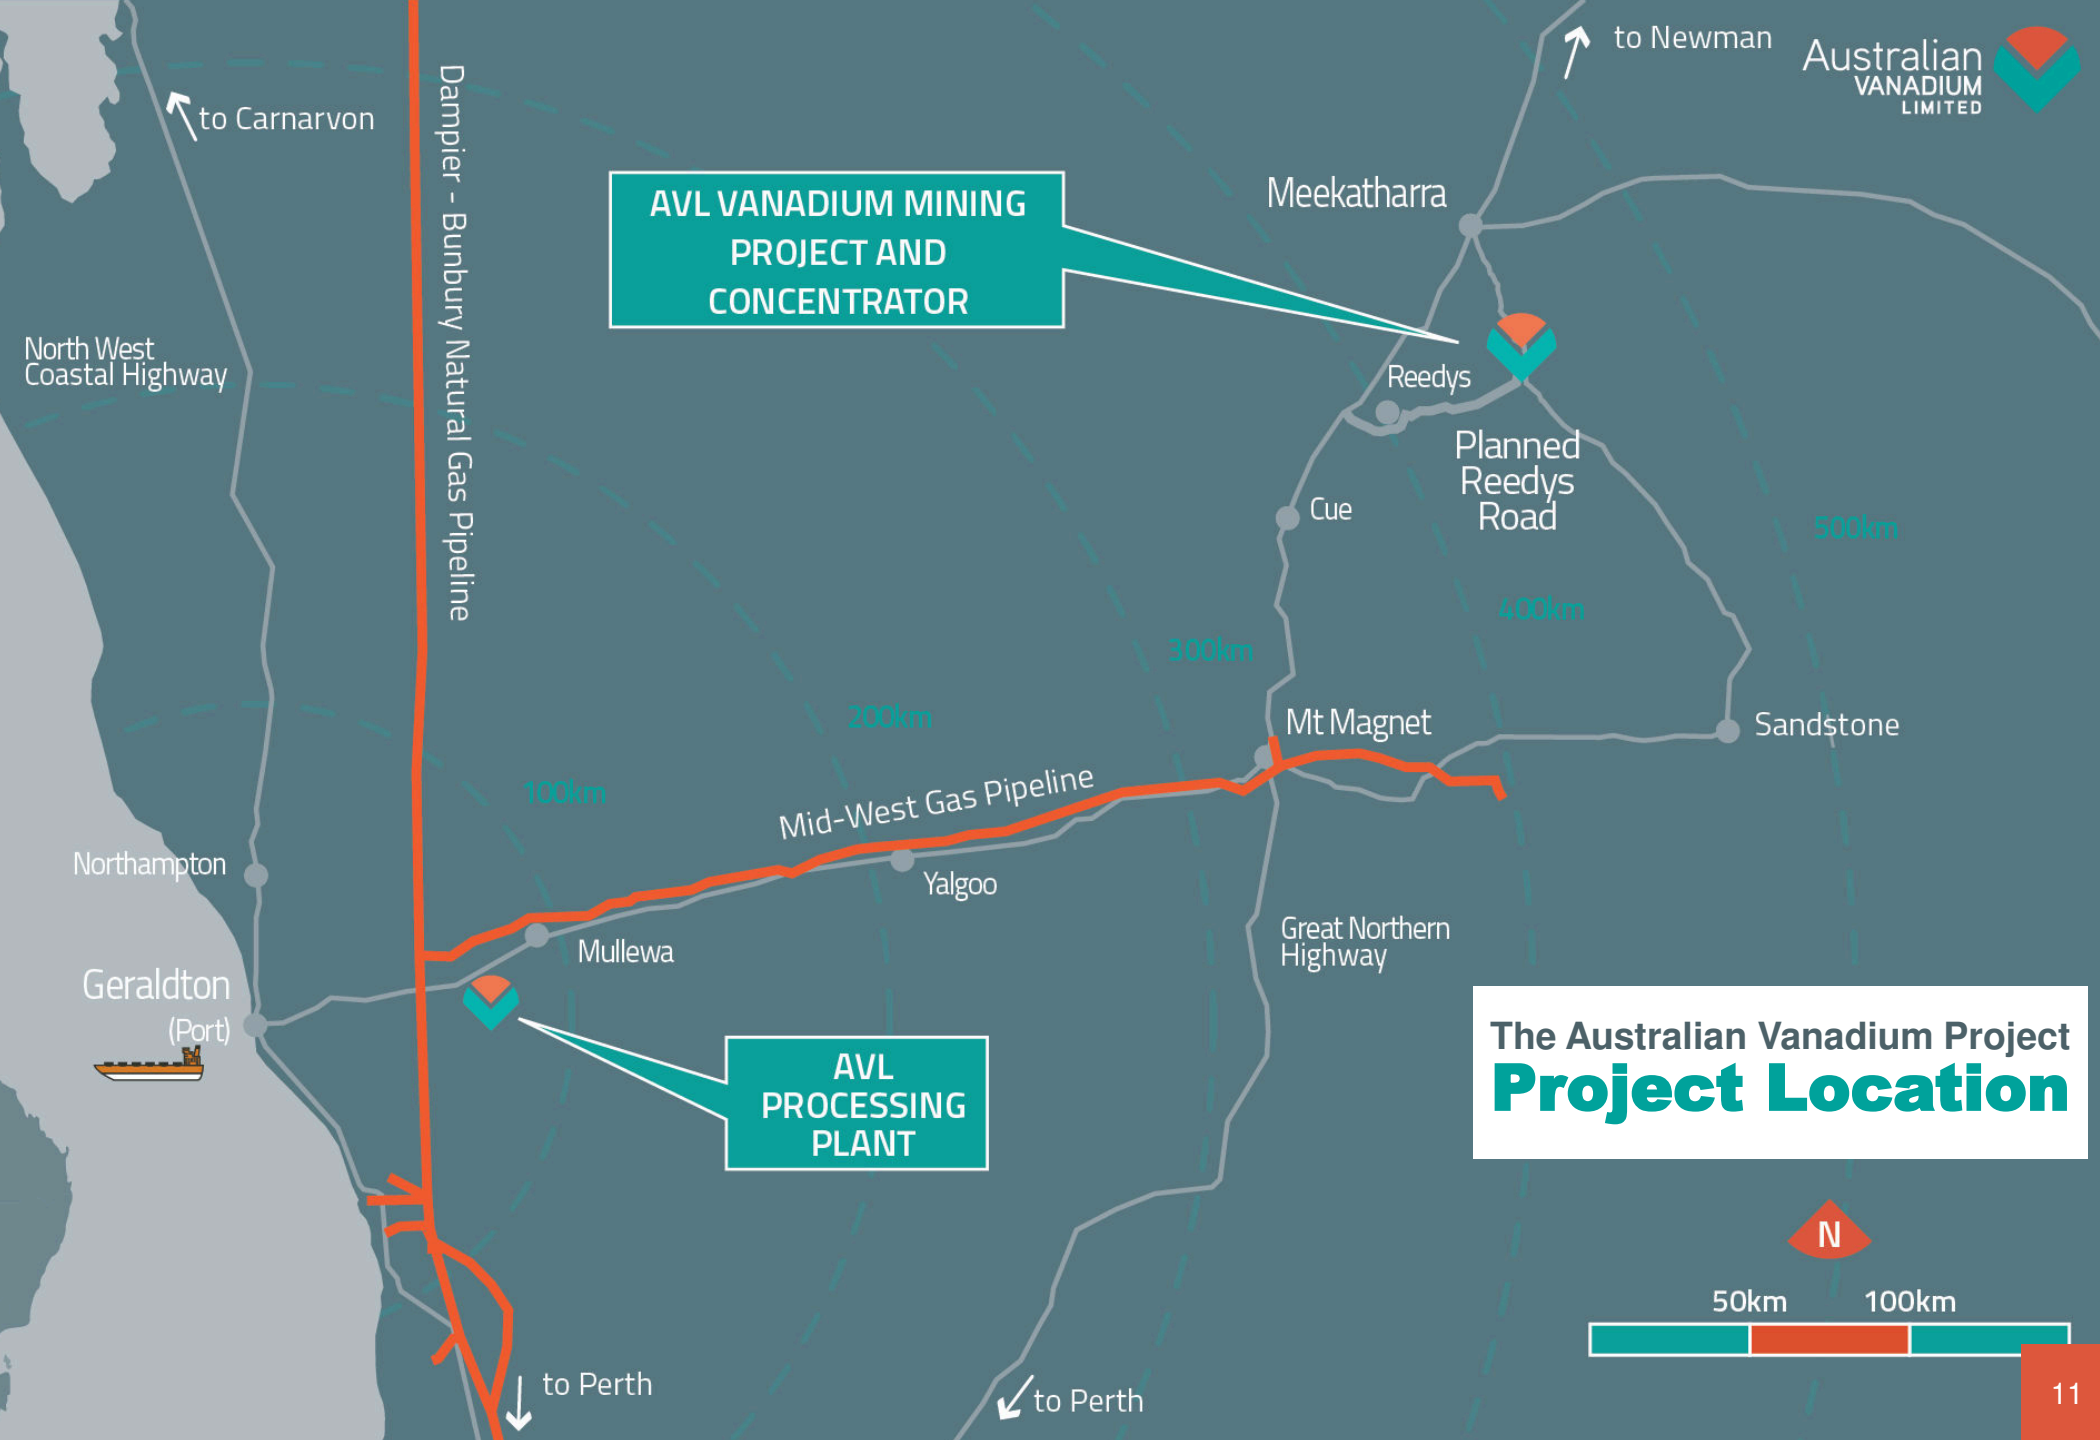 to Newman
Australian
VANADIUM
LIMITED
to Carnarvon
Dampier - Bunbury Natural Gas Pipeline
AVL VANADIUM MINING
PROJECT AND
CONCENTRATOR
Meekatharra
North West
Coastal Highway
Reedys
Planned
Reedys
Road
Cue
500km
400km
300km
200km
100km
Mt Magnet
Sandstone
Mid-West Gas Pipeline
Northampton
Yalgoo
Mullewa
Great Northern
Highway
Geraldton
(Port)
AVL
PROCESSING
PLANT
The Australian Vanadium Project
Project Location
N
50km
100km
to Perth
to Perth
11